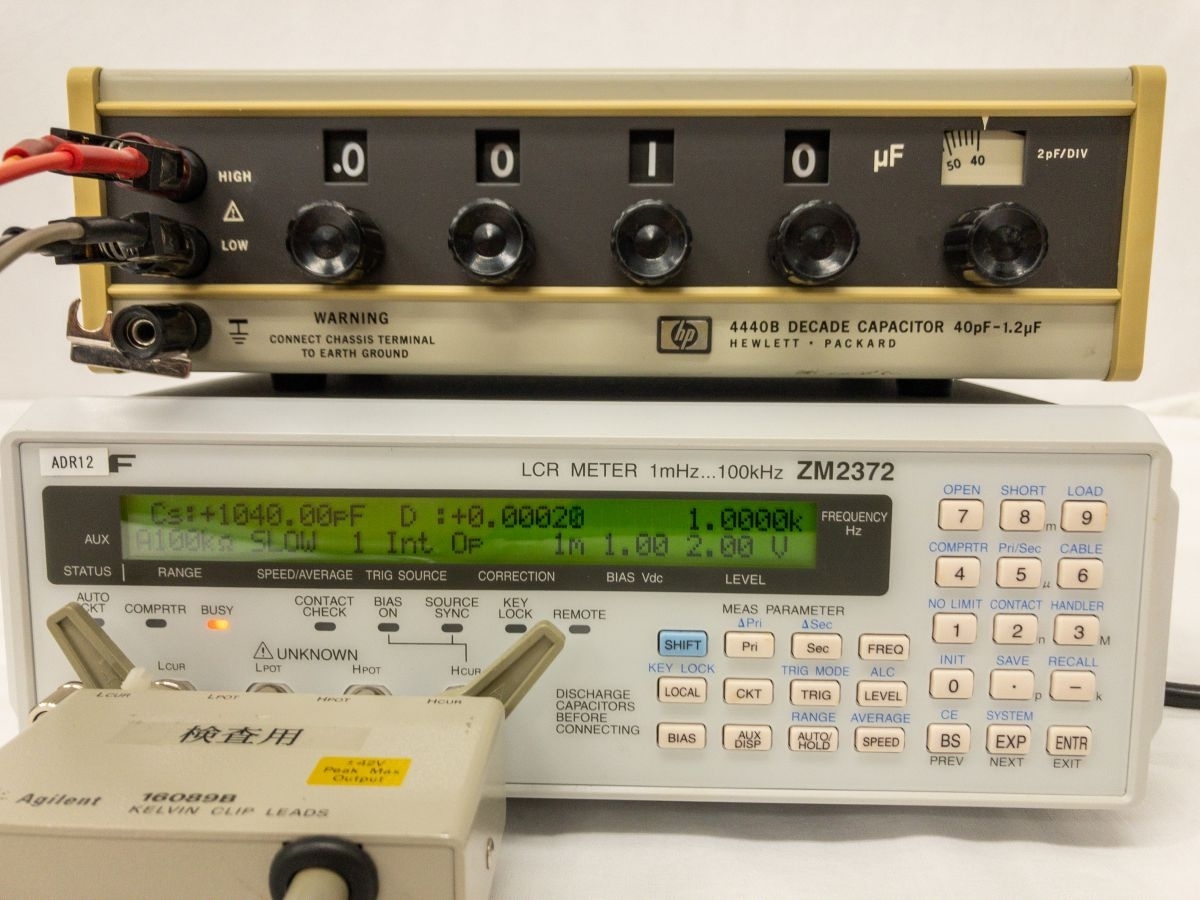 .0 0 1 0 µF
50 40
2pF/DIV
HIGH
LOW
WARNING
CONNECT CHASSIS TERMINAL
TO EARTH GROUND
hp
4440B DECADE CAPACITOR 40pF-1.2µF
HEWLETT · PACKARD
ADR12 F
LCR METER 1mHz...100kHz ZM2372
Cs:+1040.00pF D :+0.00020 1.0000k
A100kΩ SLOW 1 Int Op 1m 1.00 2.00 V
FREQUENCY
Hz
AUX
STATUS RANGE SPEED/AVERAGE TRIG SOURCE CORRECTION BIAS Vdc LEVEL
AUTO
CKT
COMPRTR
BUSY
CONTACT
CHECK
BIAS
ON
SOURCE
SYNC
KEY
LOCK
REMOTE
UNKNOWN
LCUR LPOT HPOT HCUR
DISCHARGE
CAPACITORS
BEFORE
CONNECTING
MEAS PARAMETER
ΔPri ΔSec
SHIFT Pri Sec FREQ
KEY LOCK TRIG MODE ALC
LOCAL CKT TRIG LEVEL
RANGE AVERAGE
BIAS AUX DISP AUTO/HOLD SPEED
OPEN SHORT LOAD
7 8 m 9
COMPRTR Pri/Sec CABLE
4 5 µ 6
NO LIMIT CONTACT HANDLER
1 2 n 3 M
INIT SAVE RECALL
0 · p − k
CE SYSTEM
BS EXP ENTR
PREV NEXT EXIT
LCUR LPOT HPOT HCUR
検査用
±42V
Peak Max
Output
Agilent 16089B
KELVIN CLIP LEADS